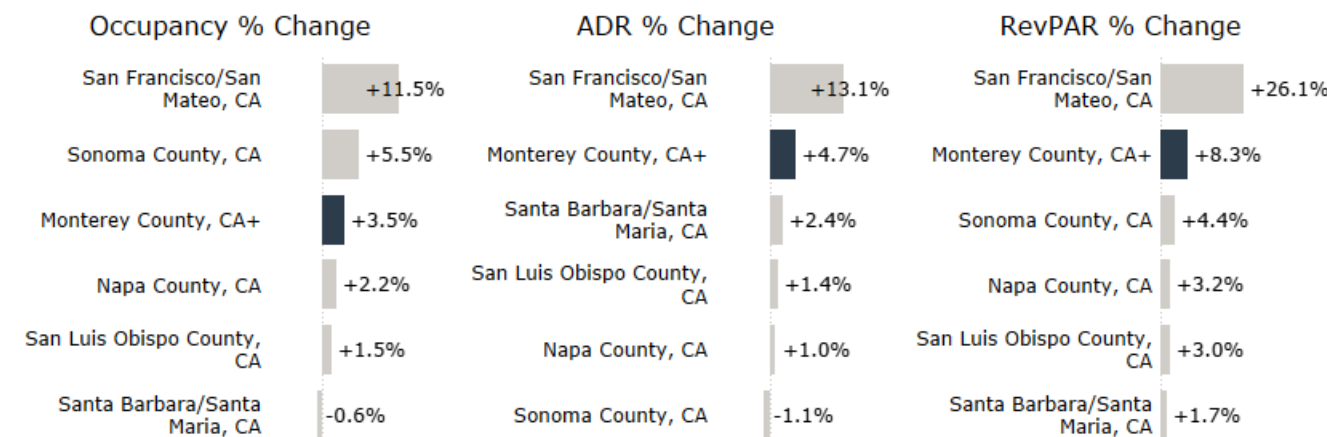 Occupancy % Change
San Francisco/San
Mateo, CA
+11.5%
Sonoma County, CA
+5.5%
Monterey County, CA+
+3.5%
Napa County, CA
+2.2%
San Luis Obispo County,
CA
+1.5%
Santa Barbara/Santa
Maria, CA
-0.6%
ADR % Change
San Francisco/San
Mateo, CA
+13.1%
Monterey County, CA+
+4.7%
Santa Barbara/Santa
Maria, CA
+2.4%
San Luis Obispo County,
CA
+1.4%
Napa County, CA
+1.0%
Sonoma County, CA
-1.1%
RevPAR % Change
San Francisco/San
Mateo, CA
+26.1%
Monterey County, CA+
+8.3%
Sonoma County, CA
+4.4%
Napa County, CA
+3.2%
San Luis Obispo County,
CA
+3.0%
Santa Barbara/Santa
Maria, CA
+1.7%